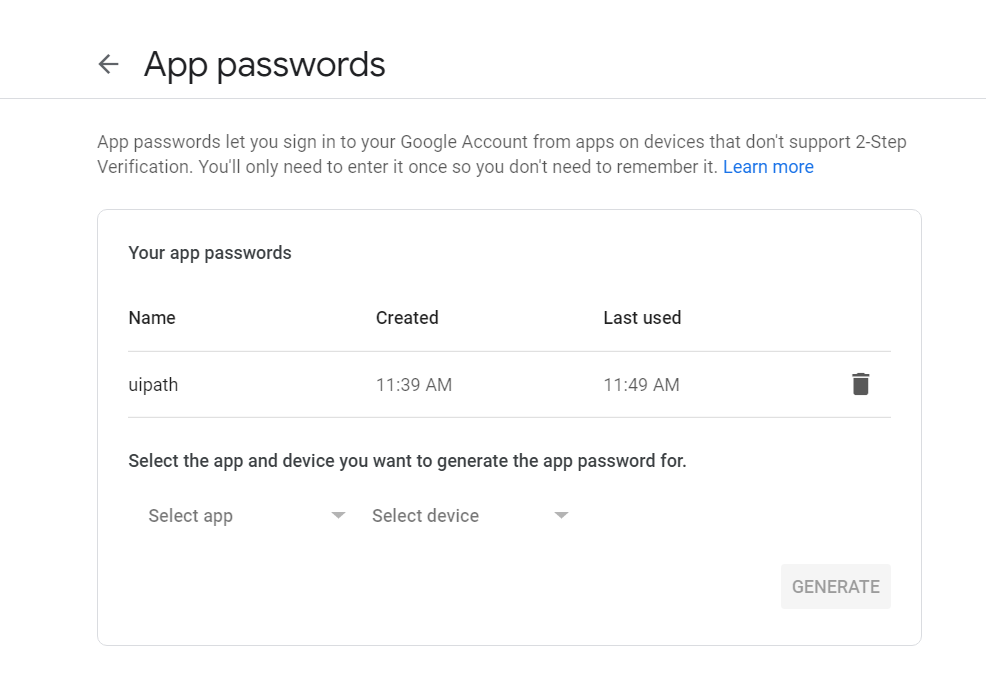 App passwords
App passwords let you sign in to your Google Account from apps on devices that don't support 2-Step
Verification. You'll only need to enter it once so you don't need to remember it. Learn more
Your app passwords
Name Created Last used
uipath 11:39 AM 11:49 AM
Select the app and device you want to generate the app password for.
Select app Select device
GENERATE